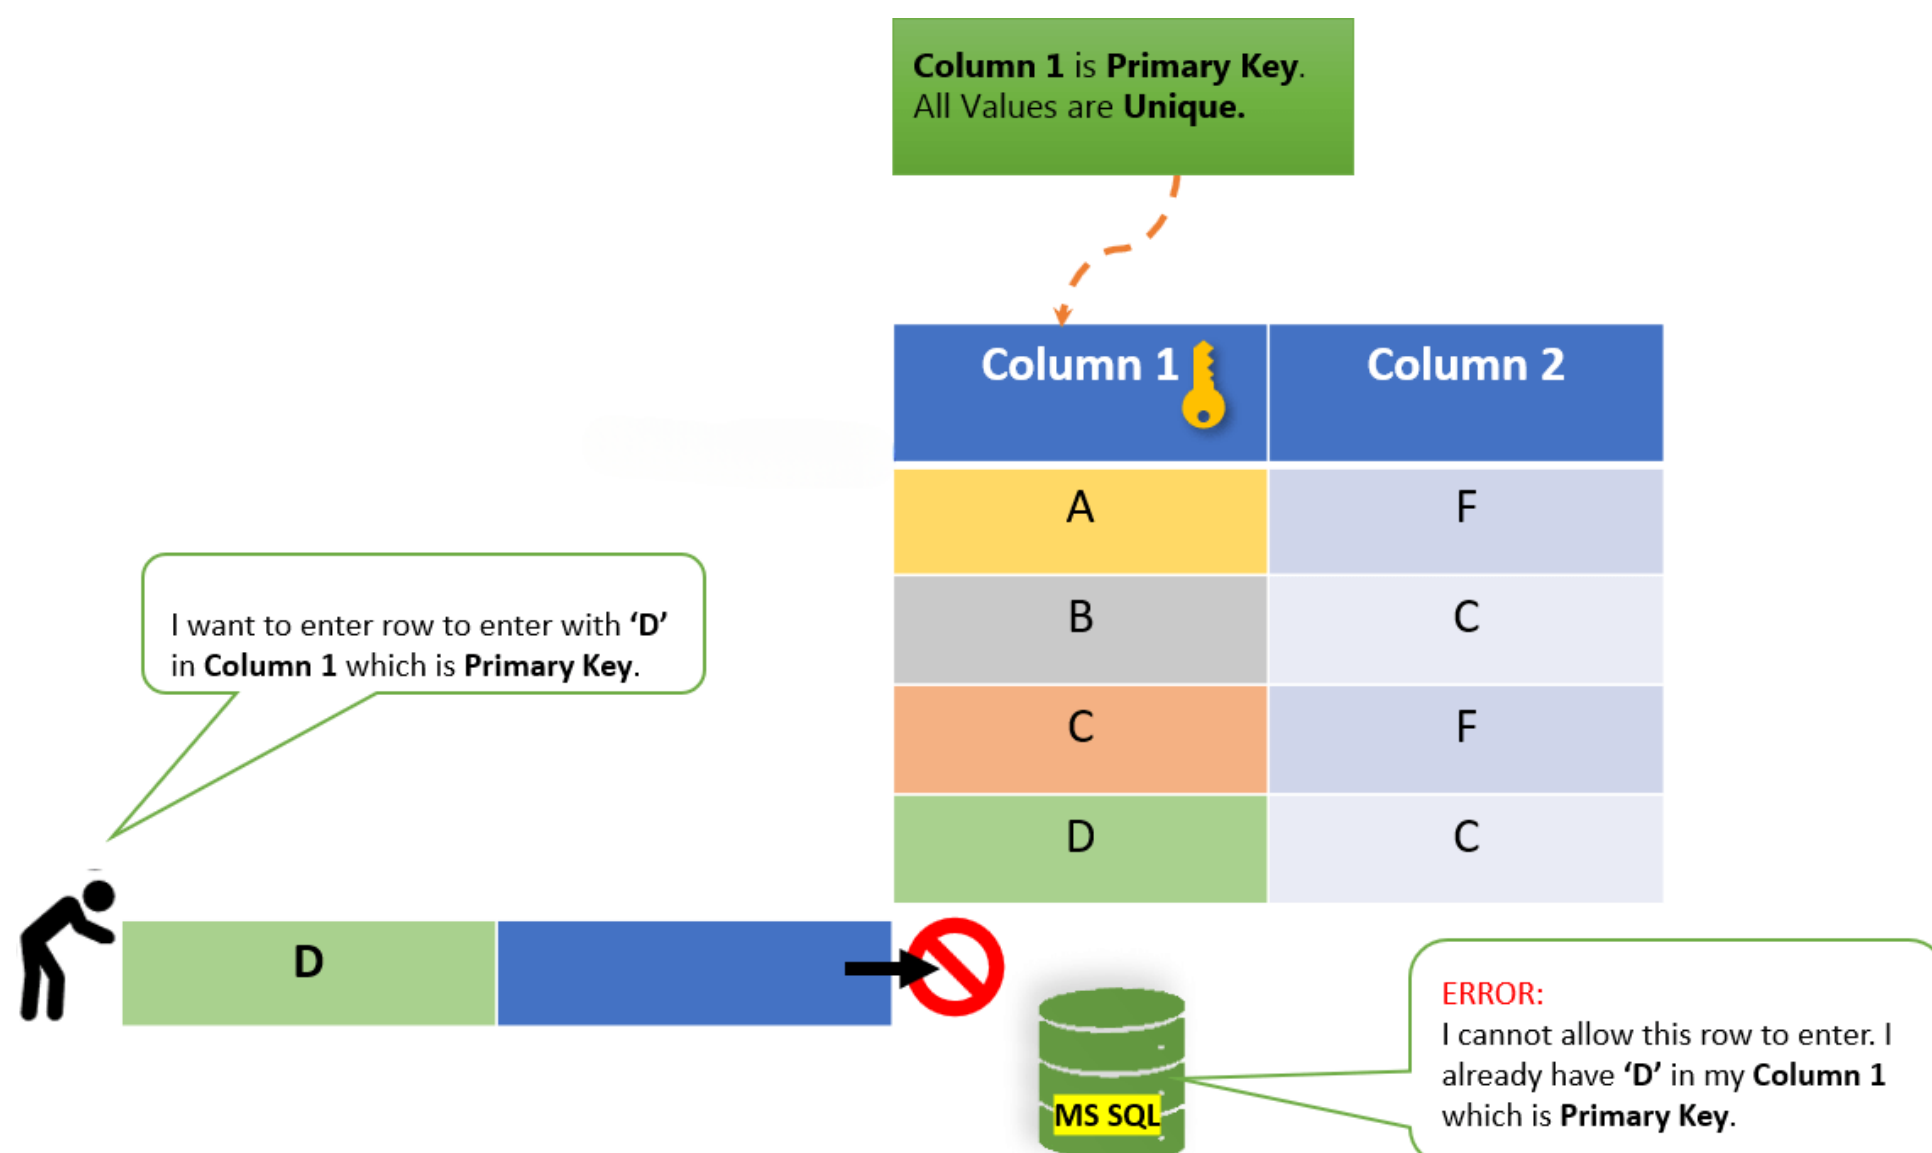 Column 1 is Primary Key.
All Values are Unique.
Column 1 Column 2
A F
B C
C F
D C
I want to enter row to enter with ‘D’
in Column 1 which is Primary Key.
D
MS SQL
ERROR:
I cannot allow this row to enter. I
already have ‘D’ in my Column 1
which is Primary Key.